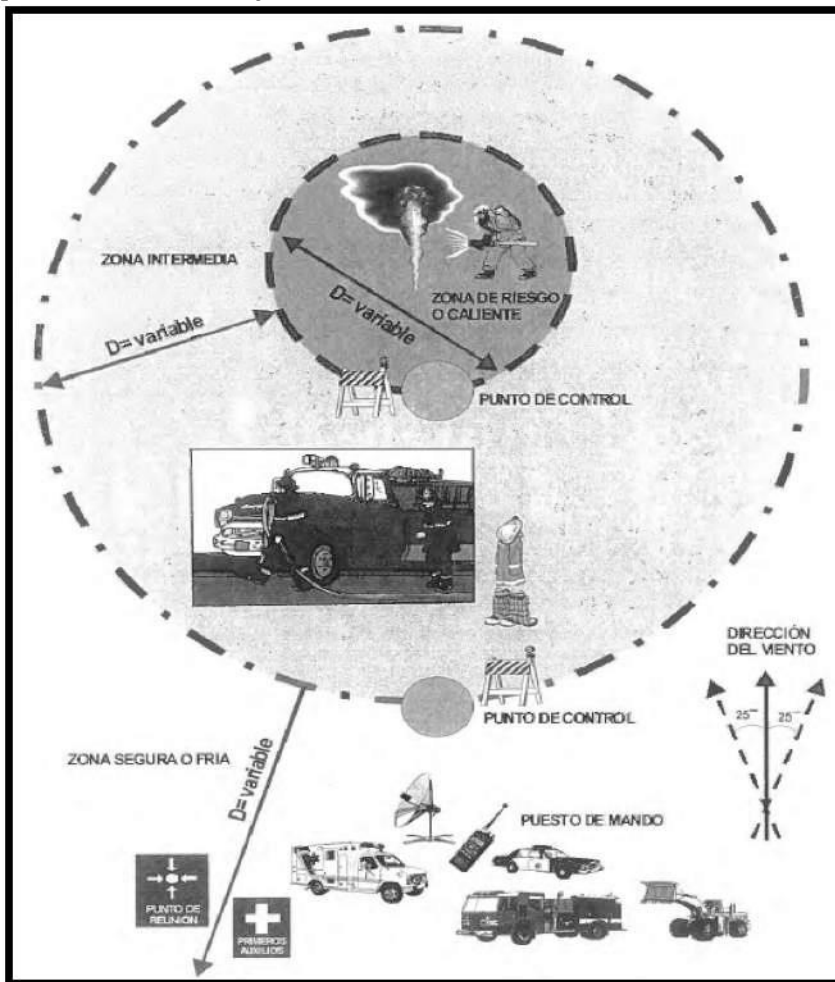 ZONA INTERMEDIA
D= variable
D= variable
ZONA DE RIESGO
O CALIENTE
PUNTO DE CONTROL
DIRECCIÓN
DEL VIENTO
25
25
PUNTO DE CONTROL
ZONA SEGURA O FRIA
D= variable
PUESTO DE MANDO
PUNTO DE
REUNIÓN
PRIMEROS
AUXILIOS